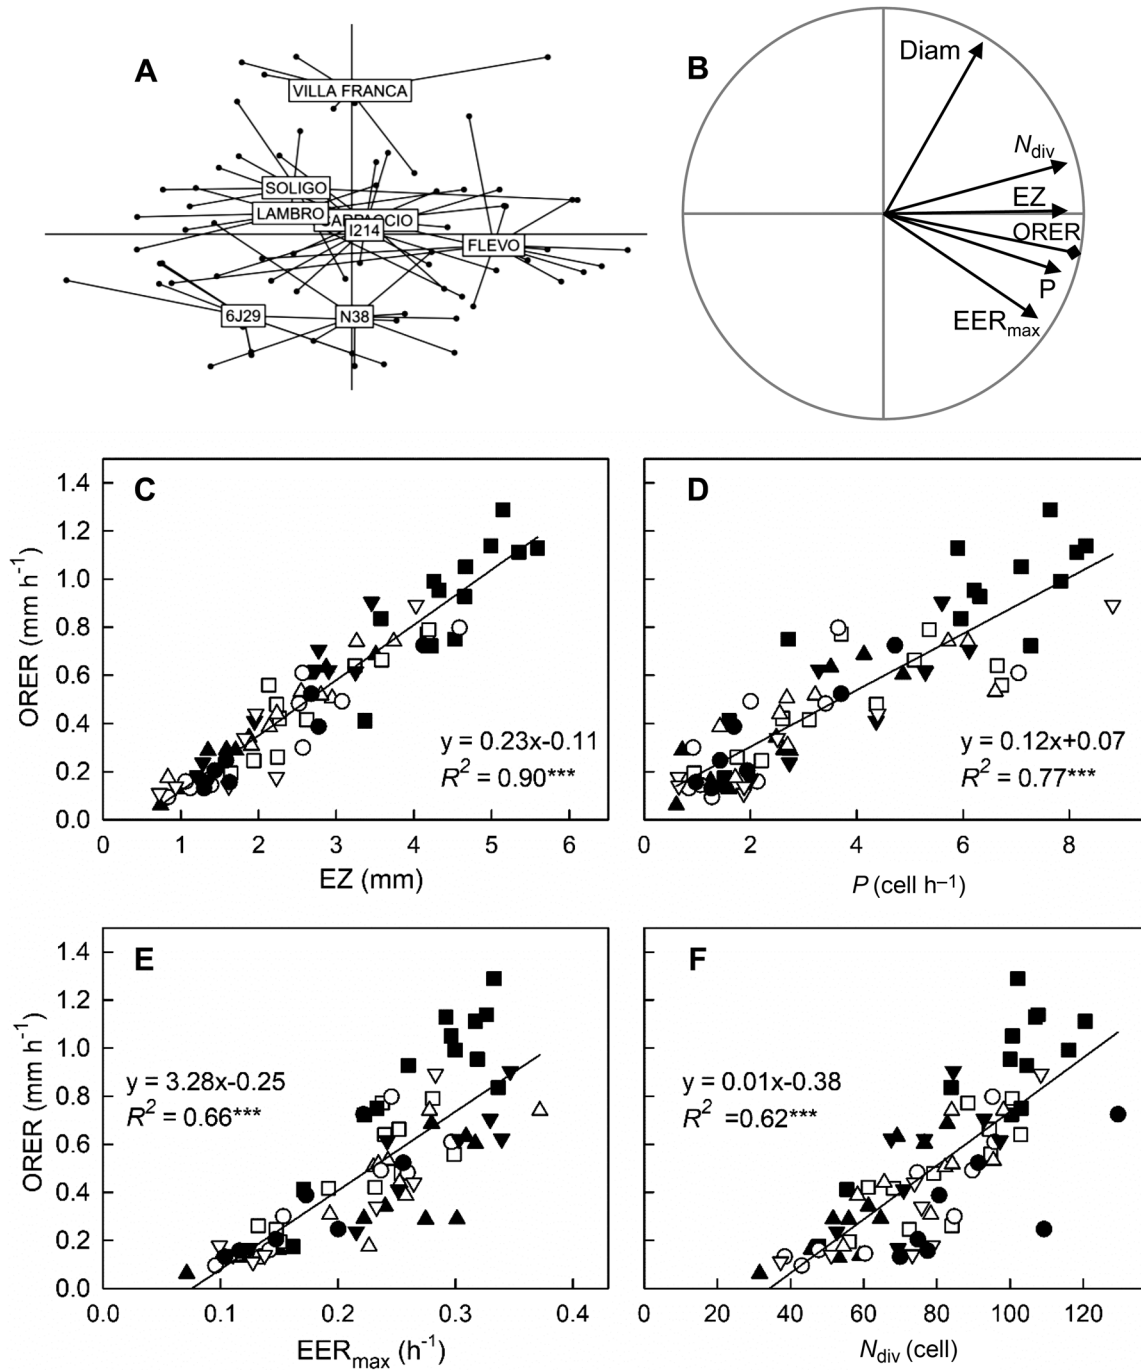 A
VILLA FRANCA
SOLIGO
LAMBRO
CARPACCIO
I214
FLEVO
6J29
N38
B
Diam
Ndiv
EZ
ORER
P
EERmax
C
ORER (mm h-1)
1.4
1.2
1.0
0.8
0.6
0.4
0.2
0.0
y = 0.23x-0.11
R2 = 0.90***
0 1 2 3 4 5 6
EZ (mm)
D
y = 0.12x+0.07
R2 = 0.77***
0 2 4 6 8
P (cell h–1)
E
ORER (mm h-1)
1.4
1.2
1.0
0.8
0.6
0.4
0.2
0.0
y = 3.28x-0.25
R2 = 0.66***
0.0 0.1 0.2 0.3 0.4
EERmax (h-1)
F
y = 0.01x-0.38
R2 =0.62***
0 20 40 60 80 100 120
Ndiv (cell)